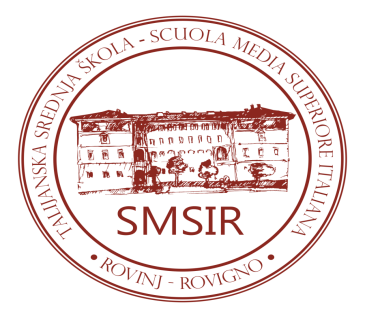 TALIJANSKA SREDNJA ŠKOLA - SCUOLA MEDIA SUPERIORE ITALIANA
SMSIR
• ROVINJ - ROVIGNO •